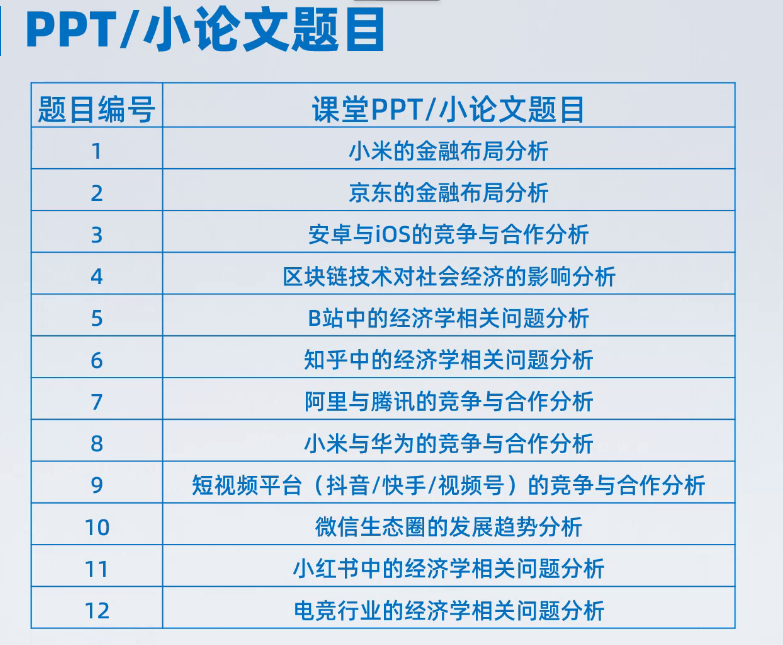 PPT/小论文题目
题目编号 课堂PPT/小论文题目
1 小米的金融布局分析
2 京东的金融布局分析
3 安卓与iOS的竞争与合作分析
4 区块链技术对社会经济的影响分析
5 B站中的经济学相关问题分析
6 知乎中的经济学相关问题分析
7 阿里与腾讯的竞争与合作分析
8 小米与华为的竞争与合作分析
9 短视频平台（抖音/快手/视频号）的竞争与合作分析
10 微信生态圈的发展趋势分析
11 小红书中的经济学相关问题分析
12 电竞行业的经济学相关问题分析